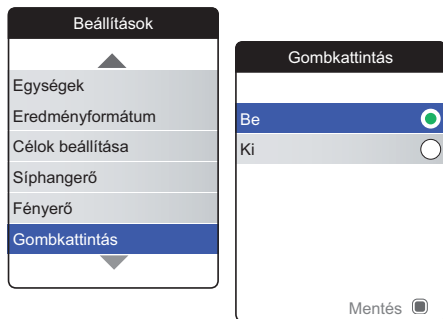 Beállítások
Egységek
Eredményformátum
Célok beállítása
Síphangerő
Fényerő
Gombkattintás
Gombkattintás
Be
Ki
Mentés